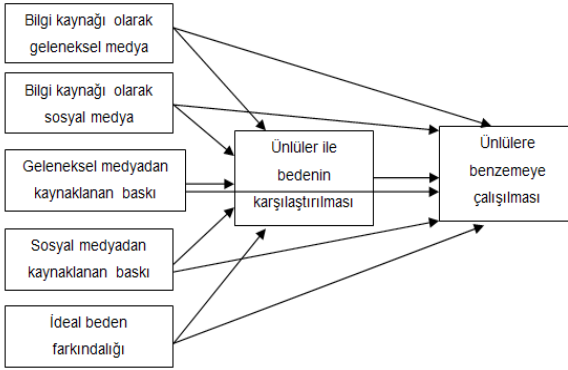 Bilgi kaynağı olarak
geleneksel medya
Bilgi kaynağı olarak
sosyal medya
Geleneksel medyadan
kaynaklanan baskı
Sosyal medyadan
kaynaklanan baskı
İdeal beden
farkındalığı
Ünlüler ile
bedenin
karşılaştırılması
Ünlülere
benzemeye
çalışılması